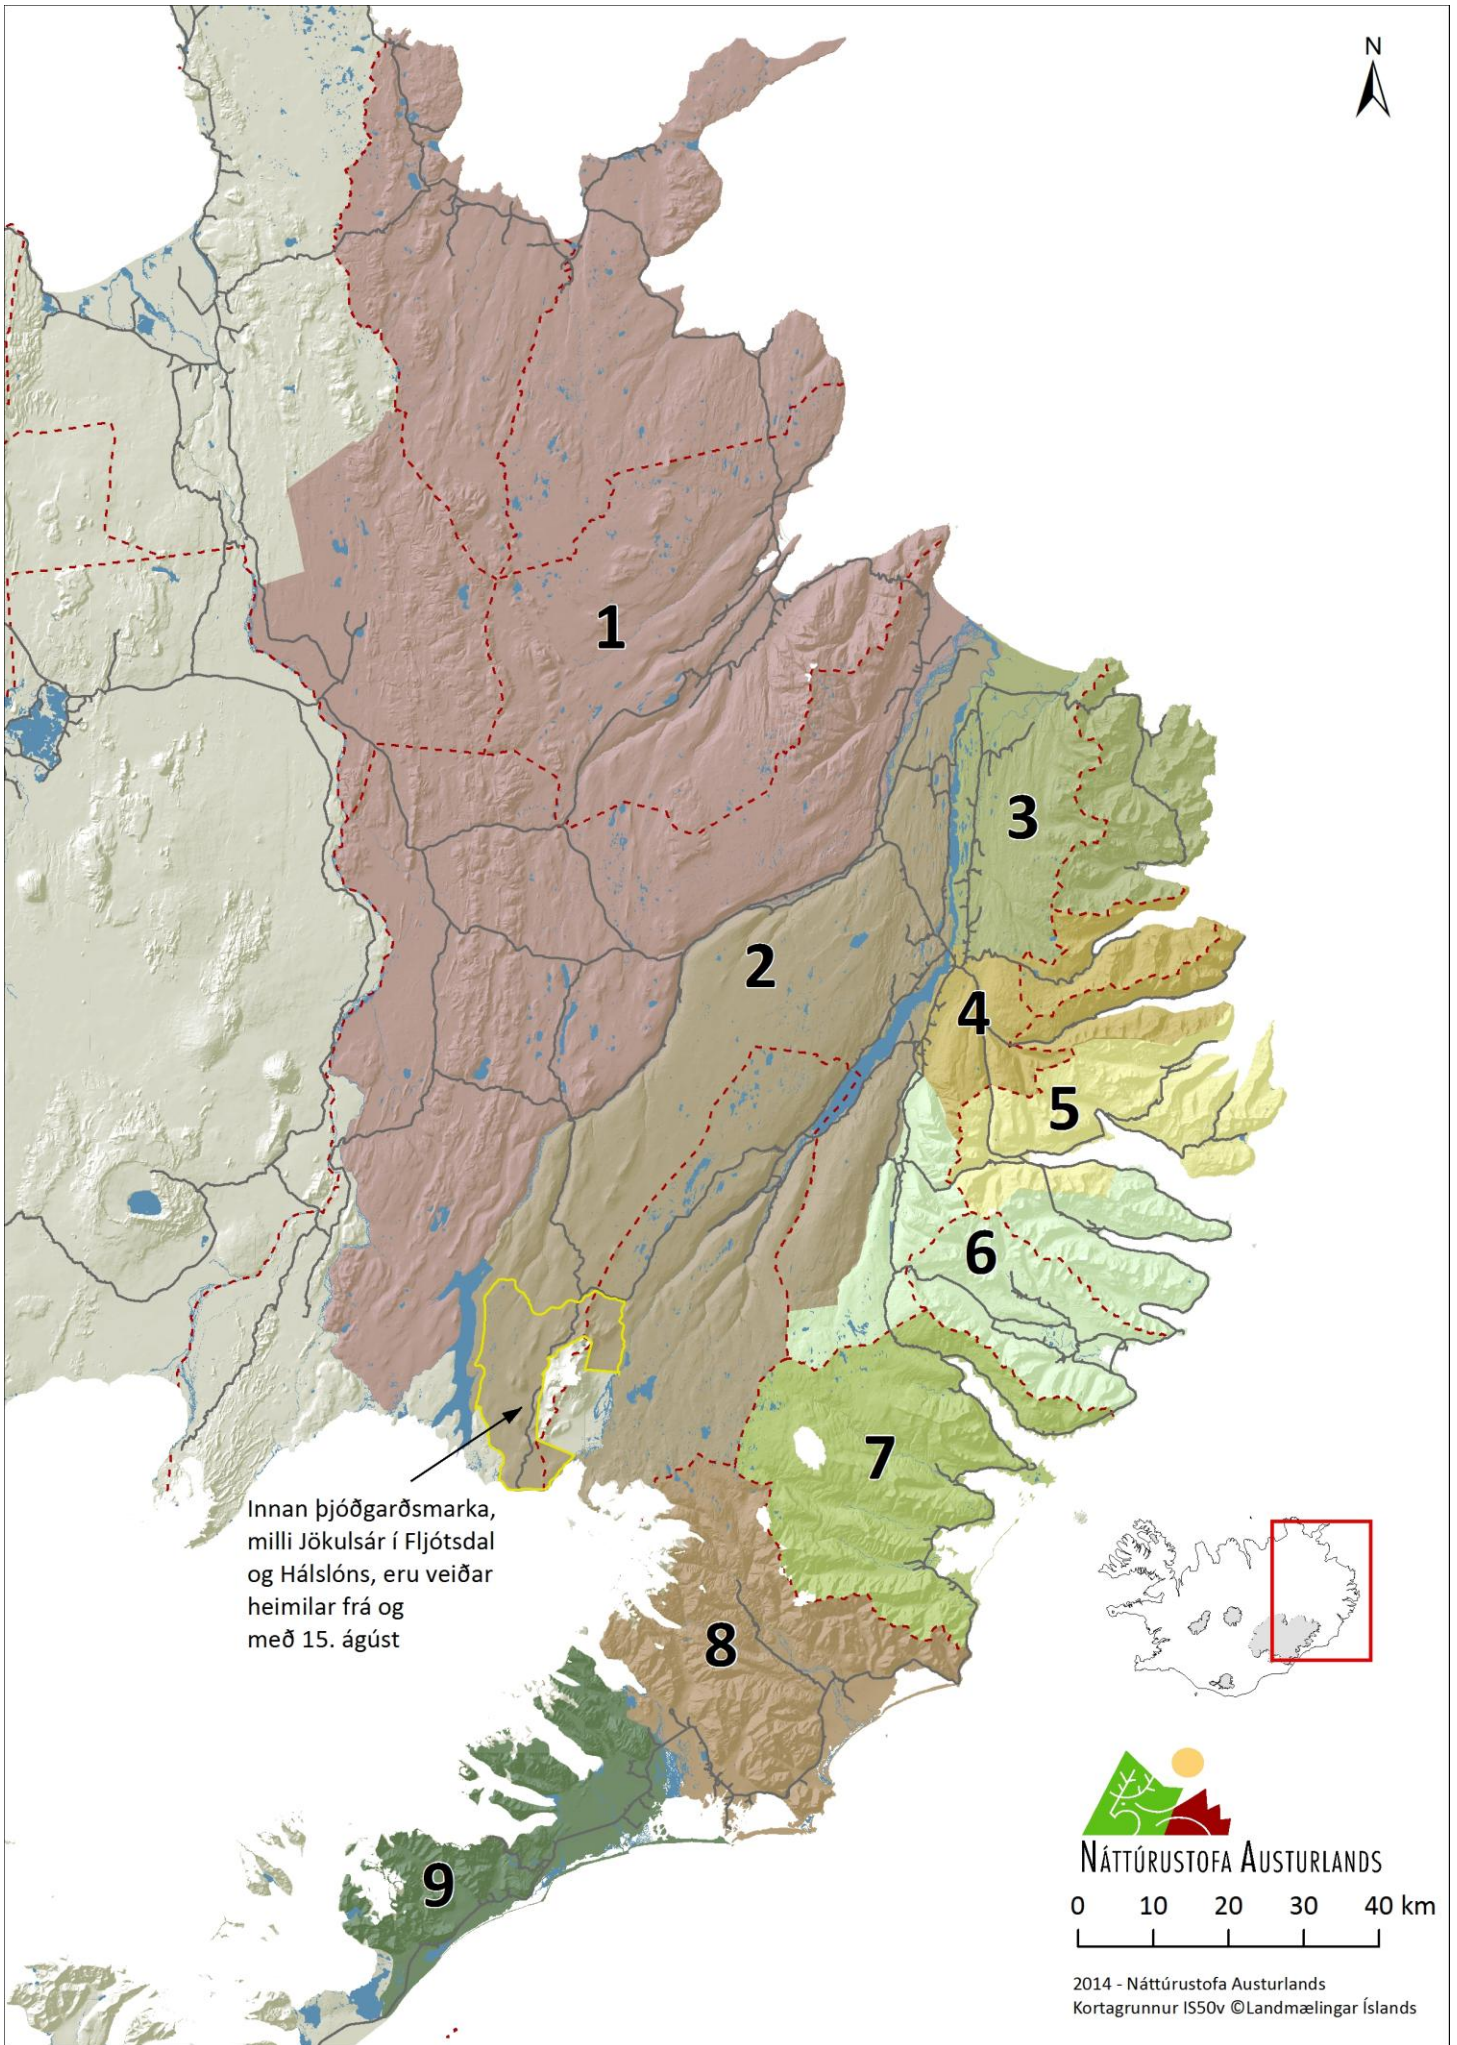 N
1
2
3
4
5
6
7
8
9
Innan þjóðgarðsmarka,
milli Jökulsár í Fljótsdal
og Hálslóns, eru veiðar
heimilar frá og
með 15. ágúst
NÁTTÚRUSTOFA AUSTURLANDS
0 10 20 30 40 km
2014 - Náttúrustofa Austurlands
Kortagrunnur IS50v ©Landmælingar Íslands